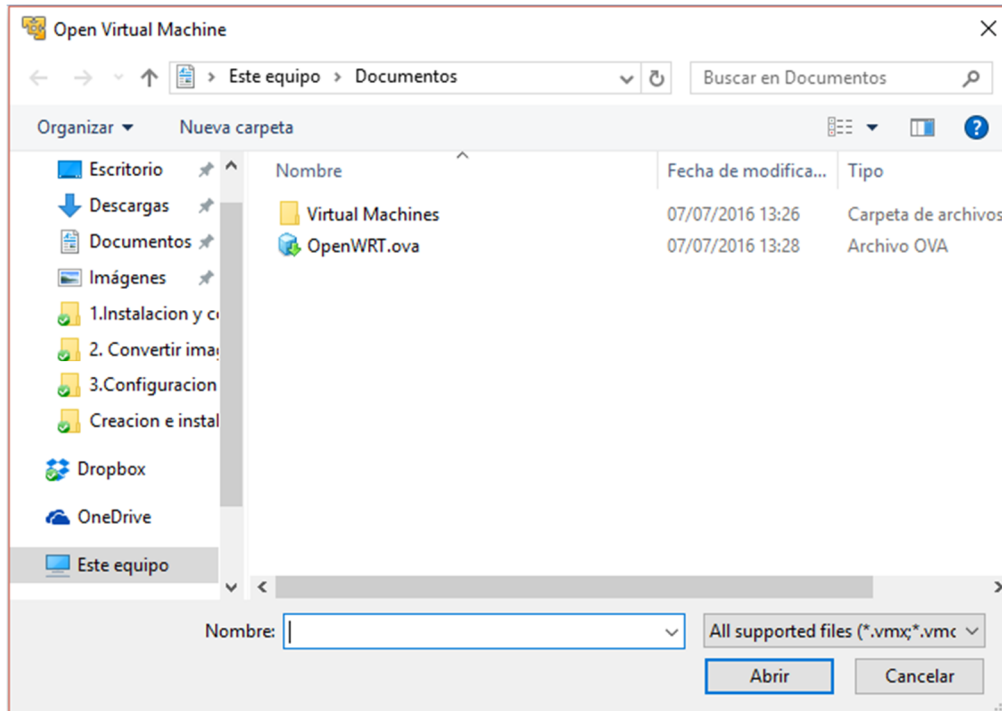 Open Virtual Machine
Este equipo > Documentos
Buscar en Documentos
Organizar
Nueva carpeta
Nombre
Fecha de modifica...
Tipo
Escritorio
Descargas
Documentos
Imágenes
1.Instalacion y co
2. Convertir imag
3.Configuracion
Creacion e instal
Dropbox
OneDrive
Este equipo
Virtual Machines
07/07/2016 13:26
Carpeta de archivos
OpenWRT.ova
07/07/2016 13:28
Archivo OVA
Nombre:
All supported files (*.vmx;*.vmc
Abrir
Cancelar